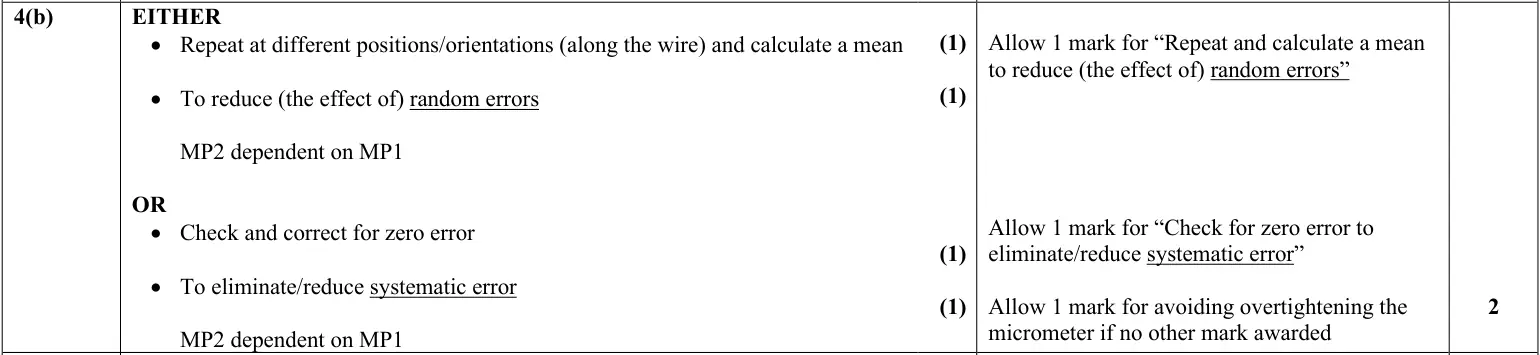 4(b)
EITHER
• Repeat at different positions/orientations (along the wire) and calculate a mean (1)
• To reduce (the effect of) random errors (1)
MP2 dependent on MP1
Allow 1 mark for “Repeat and calculate a mean
to reduce (the effect of) random errors”
OR
• Check and correct for zero error (1)
• To eliminate/reduce systematic error (1)
MP2 dependent on MP1
Allow 1 mark for “Check for zero error to
eliminate/reduce systematic error”
Allow 1 mark for avoiding overtightening the
micrometer if no other mark awarded
2